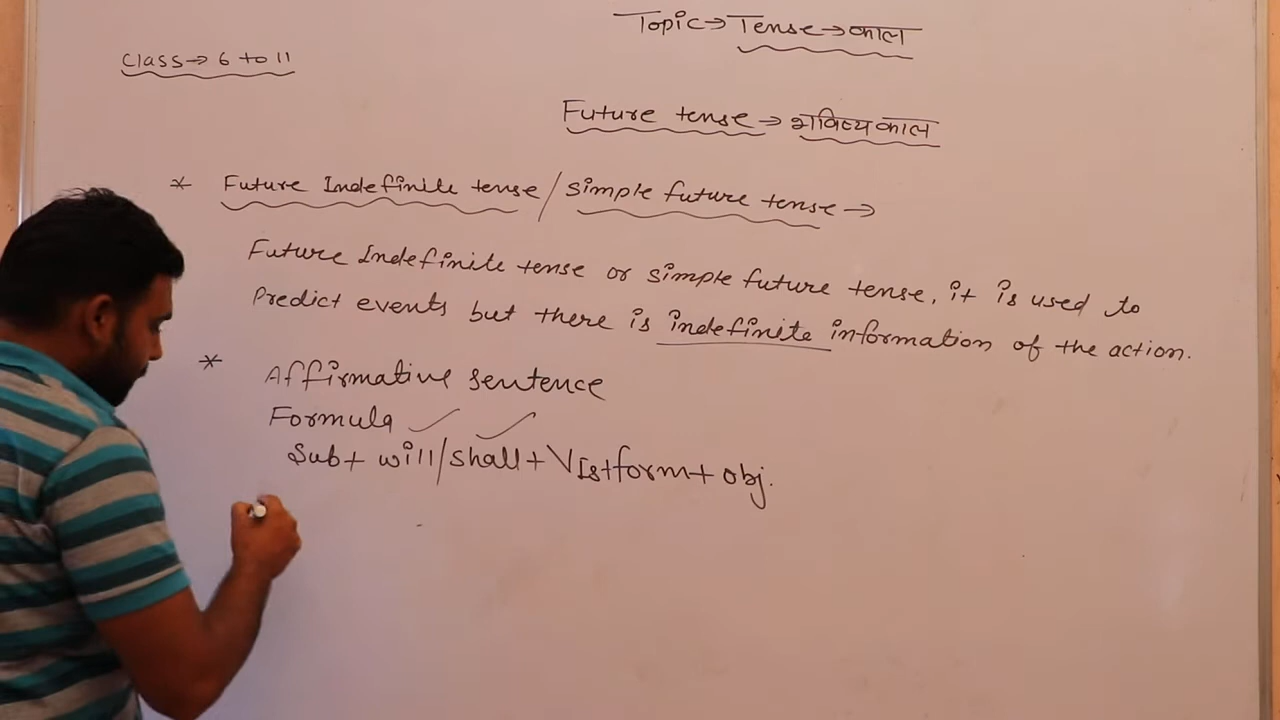 Topic → Tense → काल
Class → 6 to 11
Future tense → भविष्य काल
* Future Indefinite tense / Simple future tense →
Future Indefinite tense or simple future tense, it is used to
Predict events but there is indefinite information of the action.
* Affirmative sentence
Formula
Sub + will/shall + V Ist form + obj.